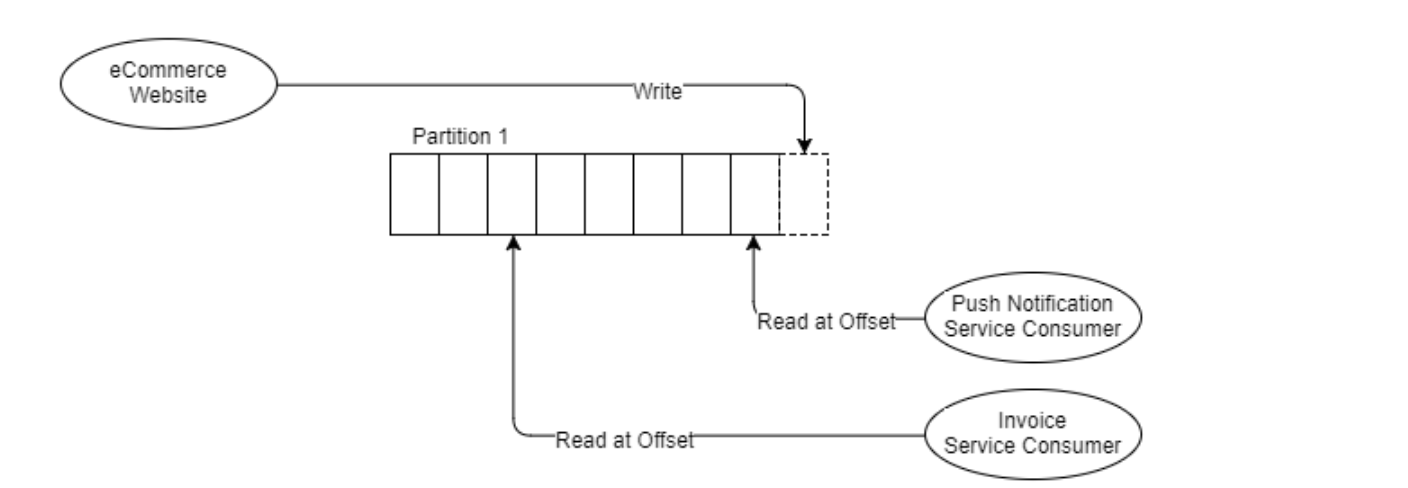 eCommerce
Website
Write
Partition 1
Push Notification
Service Consumer
Read at Offset
Invoice
Service Consumer
Read at Offset